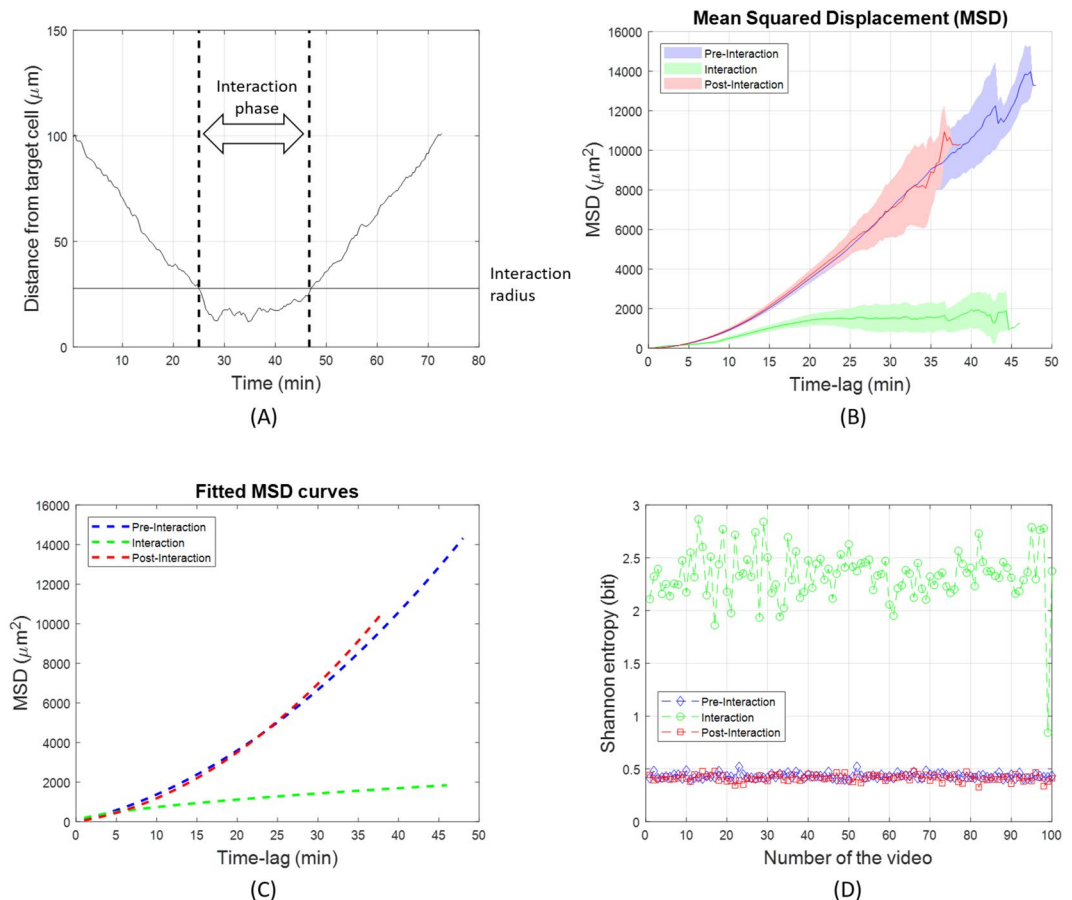 150
100
50
0
Distance from target cell (μm)
Interaction
phase
Interaction
radius
10
20
30
40
50
60
70
80
Time (min)
(A)
Mean Squared Displacement (MSD)
16000
14000
12000
10000
8000
6000
4000
2000
0
MSD (μm²)
Pre-Interaction
Interaction
Post-Interaction
0
5
10
15
20
25
30
35
40
45
50
Time-lag (min)
(B)
Fitted MSD curves
16000
14000
12000
10000
8000
6000
4000
2000
0
MSD (μm²)
Pre-Interaction
Interaction
Post-Interaction
0
5
10
15
20
25
30
35
40
45
50
Time-lag (min)
(C)
3
2.5
2
1.5
1
0.5
0
Shannon entropy (bit)
Pre-Interaction
Interaction
Post-Interaction
0
10
20
30
40
50
60
70
80
90
100
Number of the video
(D)